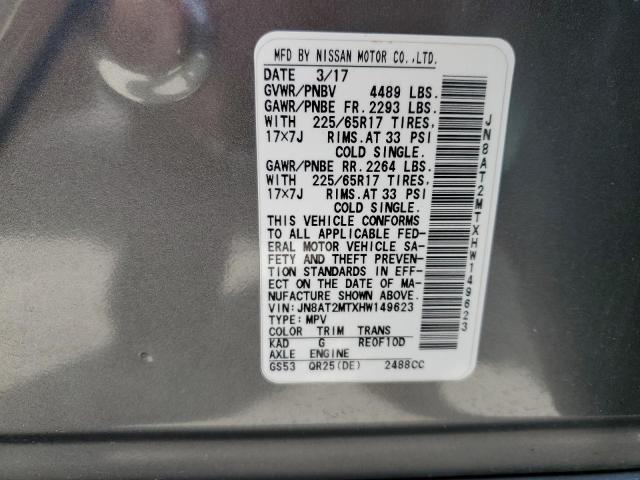 MFD BY NISSAN MOTOR CO.,LTD.
DATE 3/17
GVWR/PNBV 4489 LBS.
GAWR/PNBE FR. 2293 LBS.
WITH 225/65R17 TIRES,
17×7J RIMS.AT 33 PSI
COLD SINGLE.
GAWR/PNBE RR. 2264 LBS.
WITH 225/65R17 TIRES,
17×7J RIMS.AT 33 PSI
COLD SINGLE.
THIS VEHICLE CONFORMS
TO ALL APPLICABLE FED-
ERAL MOTOR VEHICLE SA-
FETY AND THEFT PREVEN-
TION STANDARDS IN EFF-
ECT ON THE DATE OF MA-
NUFACTURE SHOWN ABOVE.
VIN:JN8AT2MTXHW149623
TYPE:MPV
COLOR TRIM TRANS
KAD G RE0F10D
AXLE ENGINE
GS53 QR25(DE) 2488CC
JN8AT2MTXHW149623